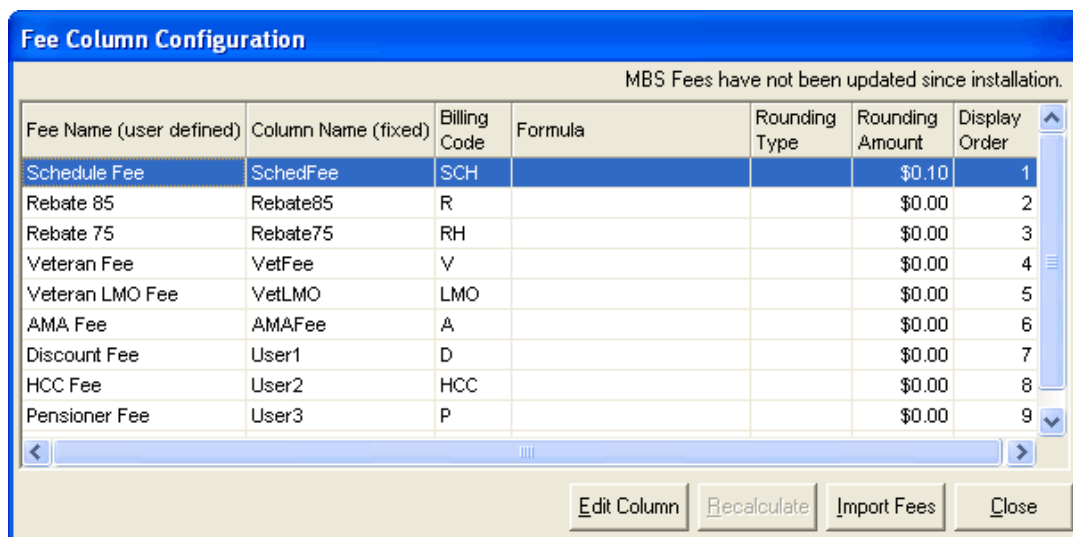 Fee Column Configuration
MBS Fees have not been updated since installation.
Fee Name (user defined) Column Name (fixed) Billing Code Formula Rounding Type Rounding Amount Display Order
Schedule Fee SchedFee SCH $0.10 1
Rebate 85 Rebate85 R $0.00 2
Rebate 75 Rebate75 RH $0.00 3
Veteran Fee VetFee V $0.00 4
Veteran LMO Fee VetLMO LMO $0.00 5
AMA Fee AMAFee A $0.00 6
Discount Fee User1 D $0.00 7
HCC Fee User2 HCC $0.00 8
Pensioner Fee User3 P $0.00 9
Edit Column Recalculate Import Fees Close